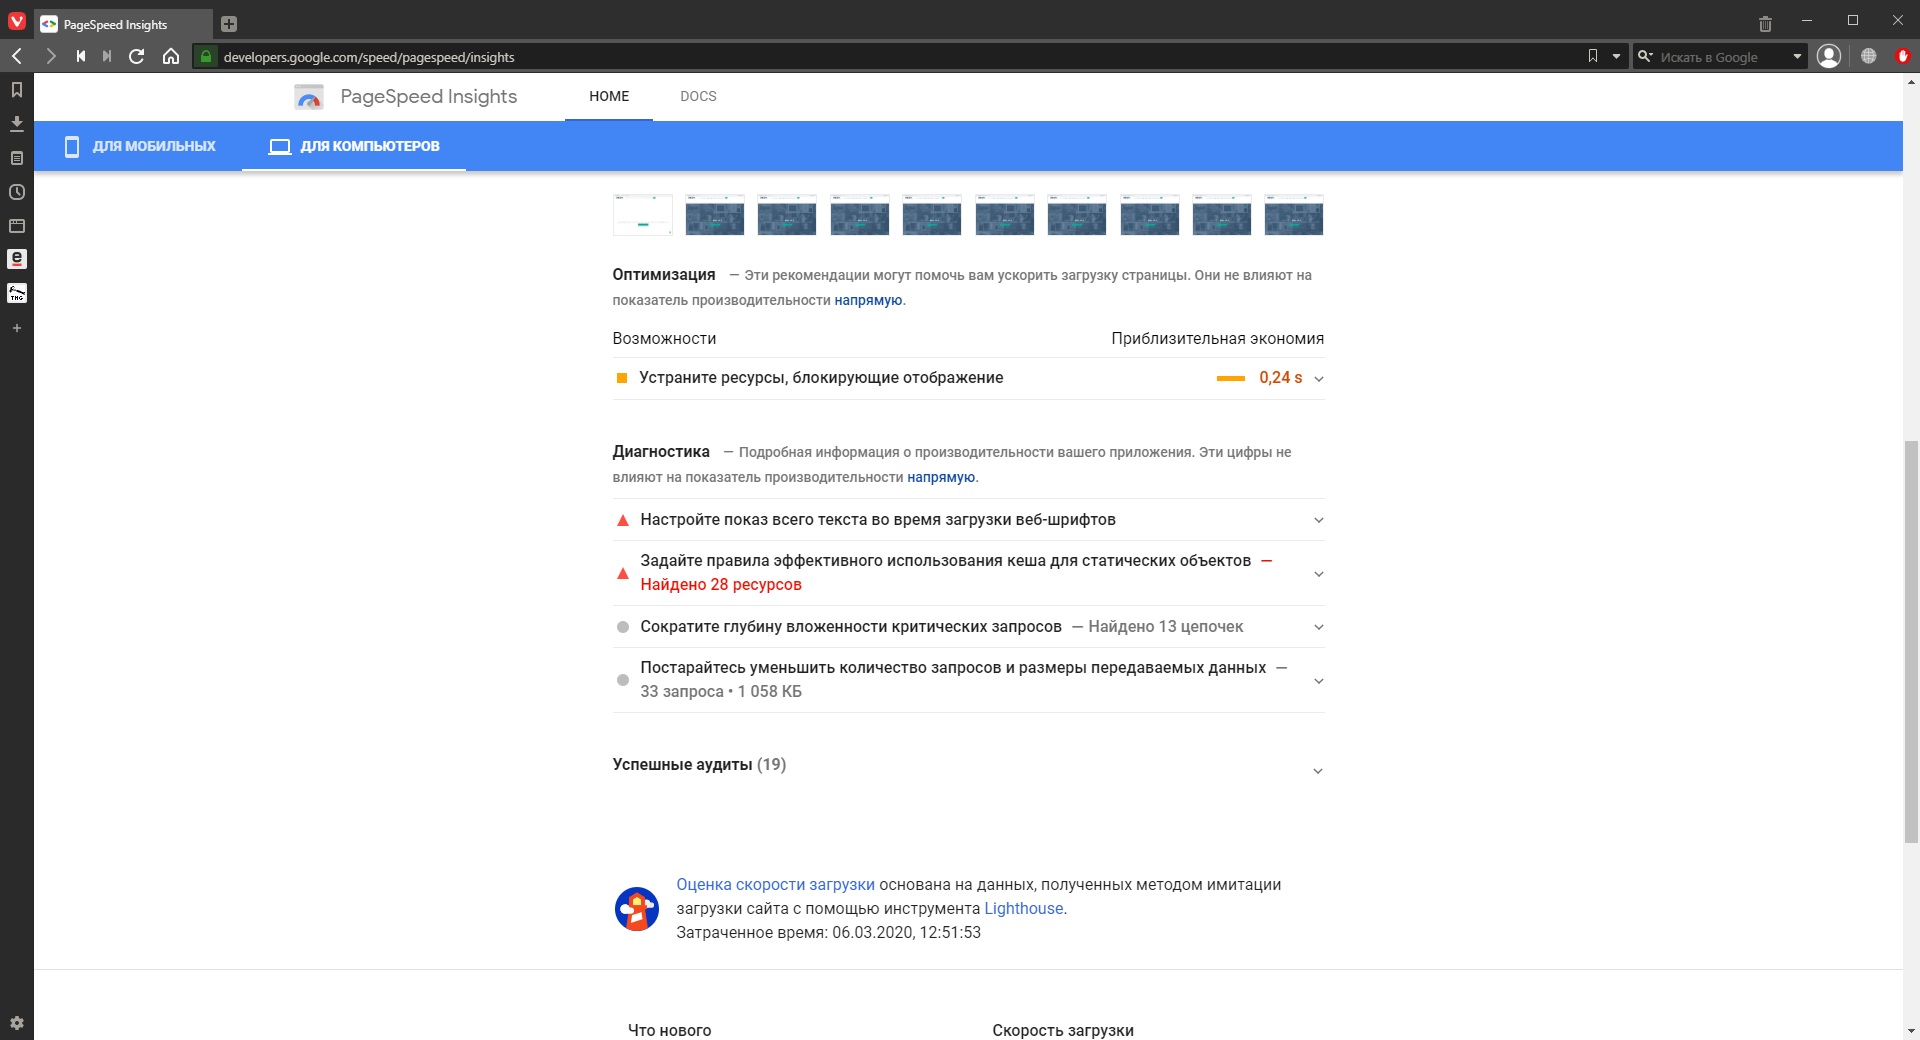 PageSpeed Insights
developers.google.com/speed/pagespeed/insights
Искать в Google
PageSpeed Insights
HOME
DOCS
ДЛЯ МОБИЛЬНЫХ
ДЛЯ КОМПЬЮТЕРОВ
Оптимизация — Эти рекомендации могут помочь вам ускорить загрузку страницы. Они не влияют на
показатель производительности напрямую.
Возможности
Приблизительная экономия
Устраните ресурсы, блокирующие отображение
0,24 s
Диагностика — Подробная информация о производительности вашего приложения. Эти цифры не
влияют на показатель производительности напрямую.
Настройте показ всего текста во время загрузки веб-шрифтов
Задайте правила эффективного использования кеша для статических объектов —
Найдено 28 ресурсов
Сократите глубину вложенности критических запросов — Найдено 13 цепочек
Постарайтесь уменьшить количество запросов и размеры передаваемых данных —
33 запроса • 1 058 КБ
Успешные аудиты (19)
Оценка скорости загрузки основана на данных, полученных методом имитации
загрузки сайта с помощью инструмента Lighthouse.
Затраченное время: 06.03.2020, 12:51:53
Что нового
Скорость загрузки